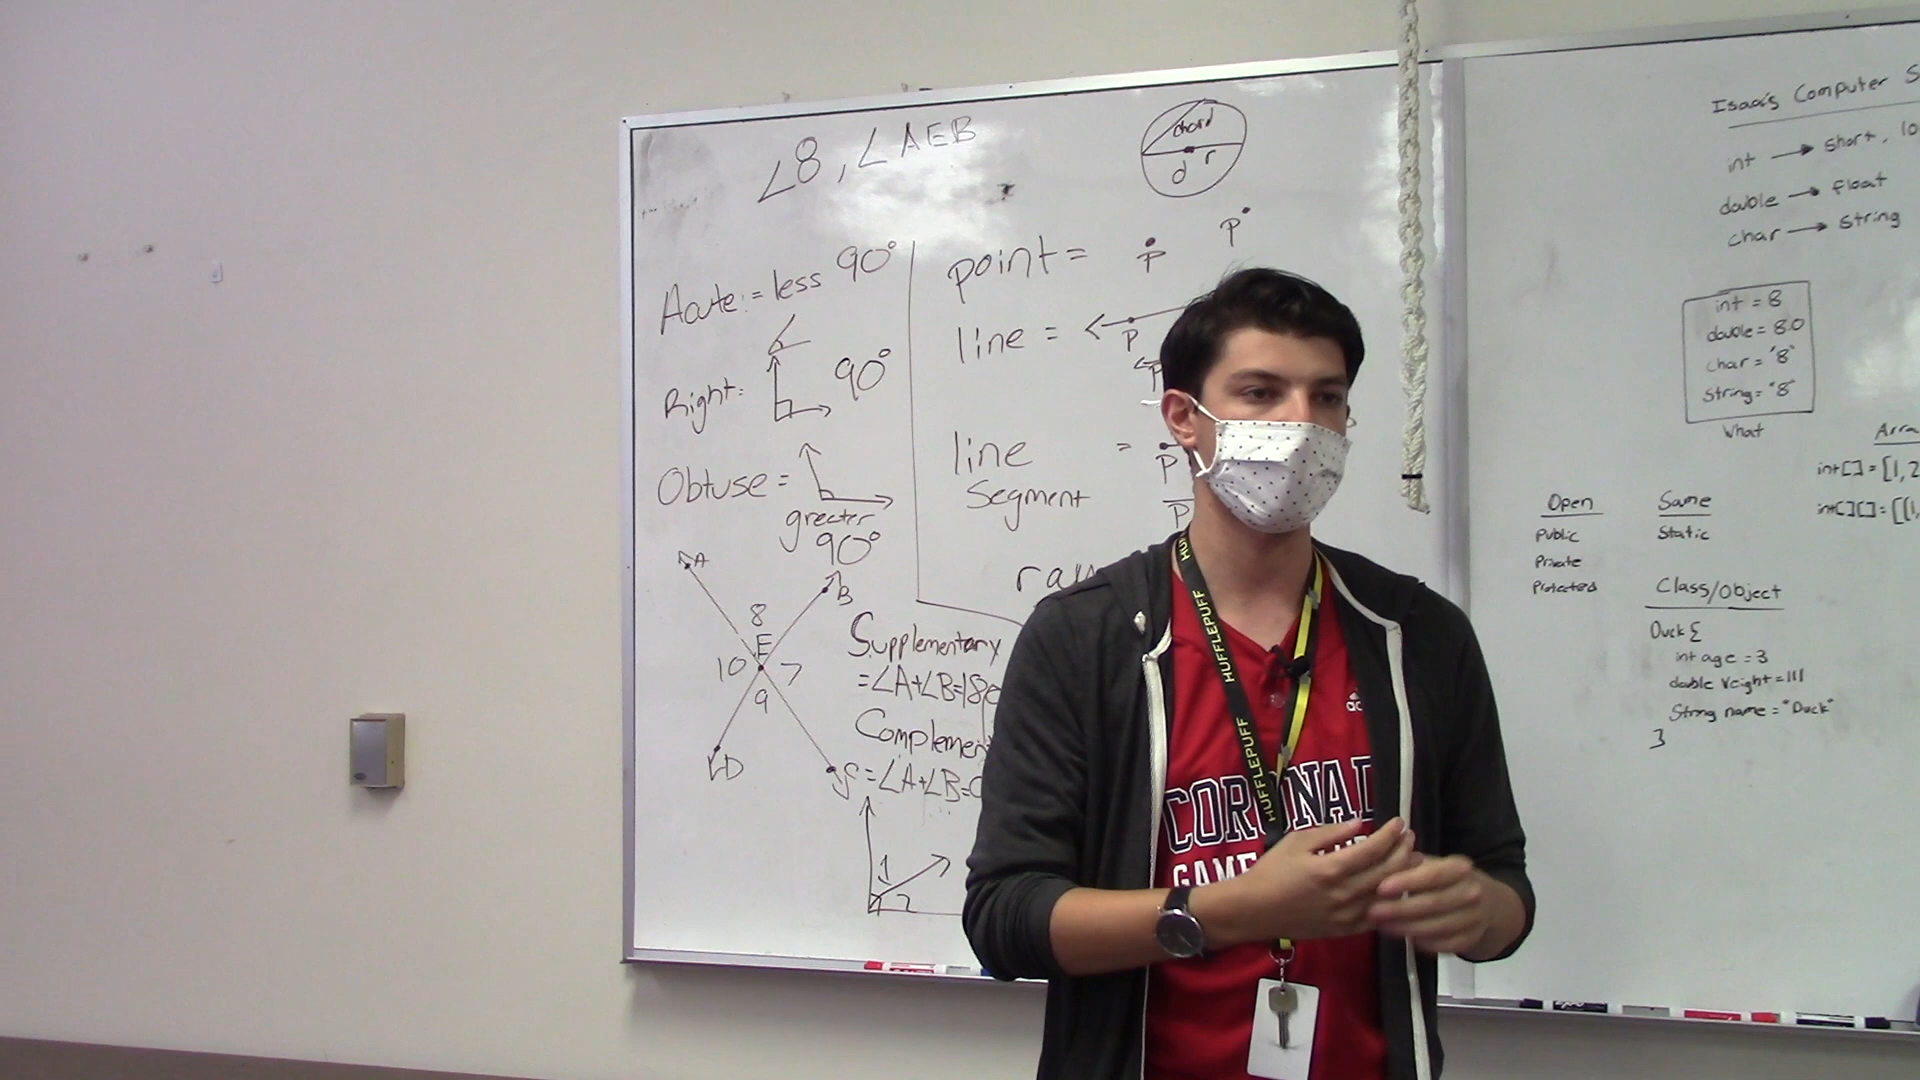 ∠8, ∠AEB
chord
d r
Acute: = less 90°
Right: 90°
Obtuse =
greater
90°
point = P P
line = P
P
line
segment
= P
P
A
B
8
E
10 7
9
D
Supplementary
= ∠A+∠B=180
= ∠A+∠B=
1
2
Computer
int → short,
double → float
char → string
int = 8
double = 8.0
char = '8'
string = "8"
What
int[] = [1, 2
int[][] = [[1,
Open
Public
Private
Protected
Same
Static
Class/Object
Duck {
int age = 3
double weight = 111
String name = "Duck"
}
HUFFLEPUFF
HUFFLEPUFF
HUFFLEPUFF
GAME